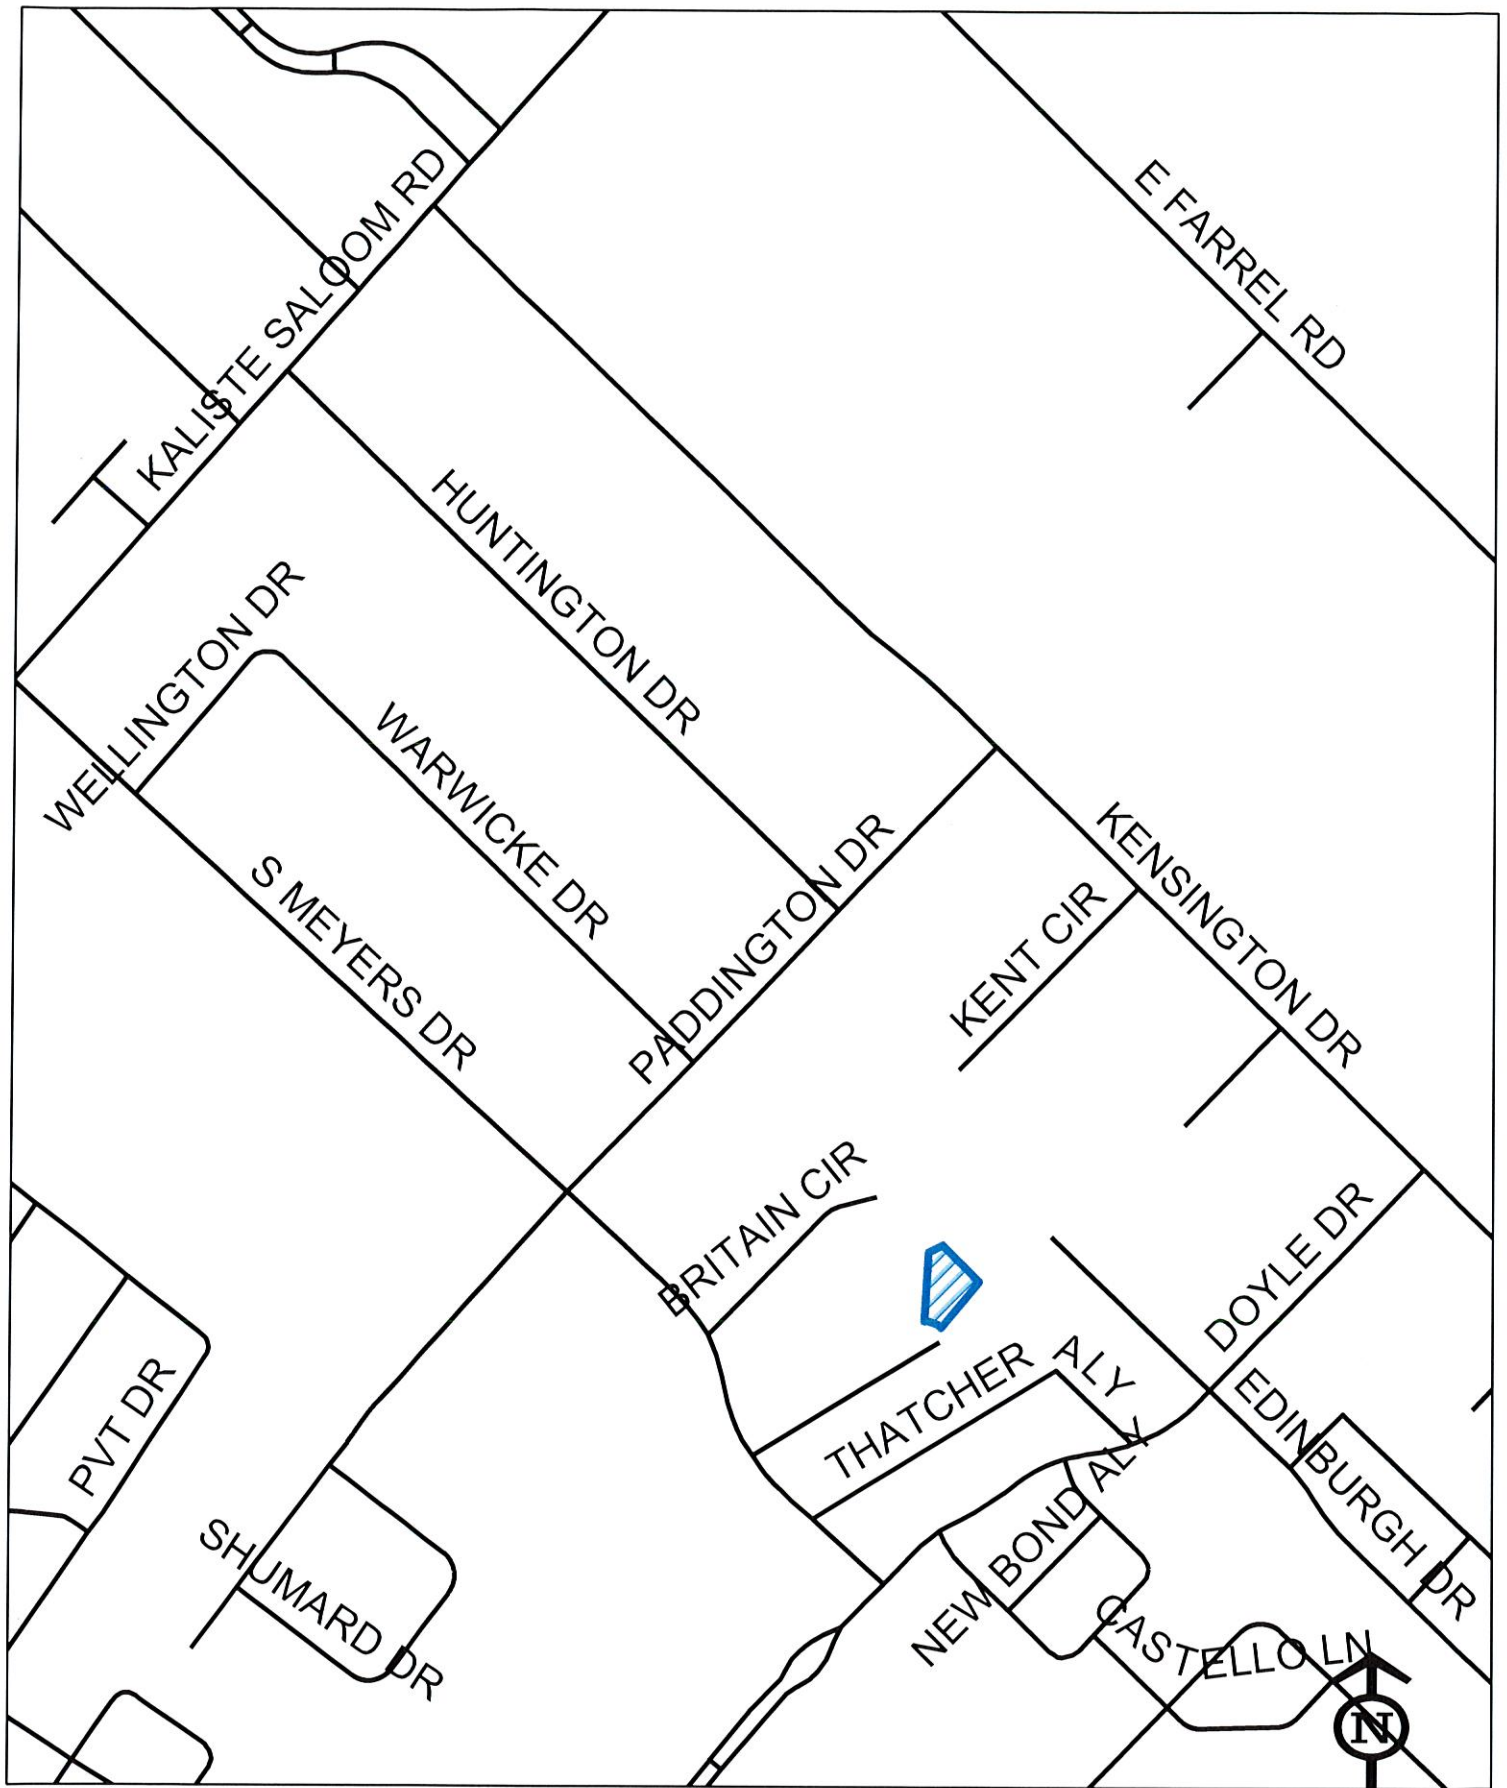 E FARREL RD
KALISTE SALOOM RD
HUNTINGTON DR
WELLINGTON DR
WARWICKE DR
KENSINGTON DR
PADDINGTON DR
S MEYERS DR
KENT CIR
BRITAIN CIR
DOYLE DR
THATCHER
ALY
EDINBURGH DR
PVT DR
NEW BOND ALY
SHUMARD DR
CASTELLO LN
N